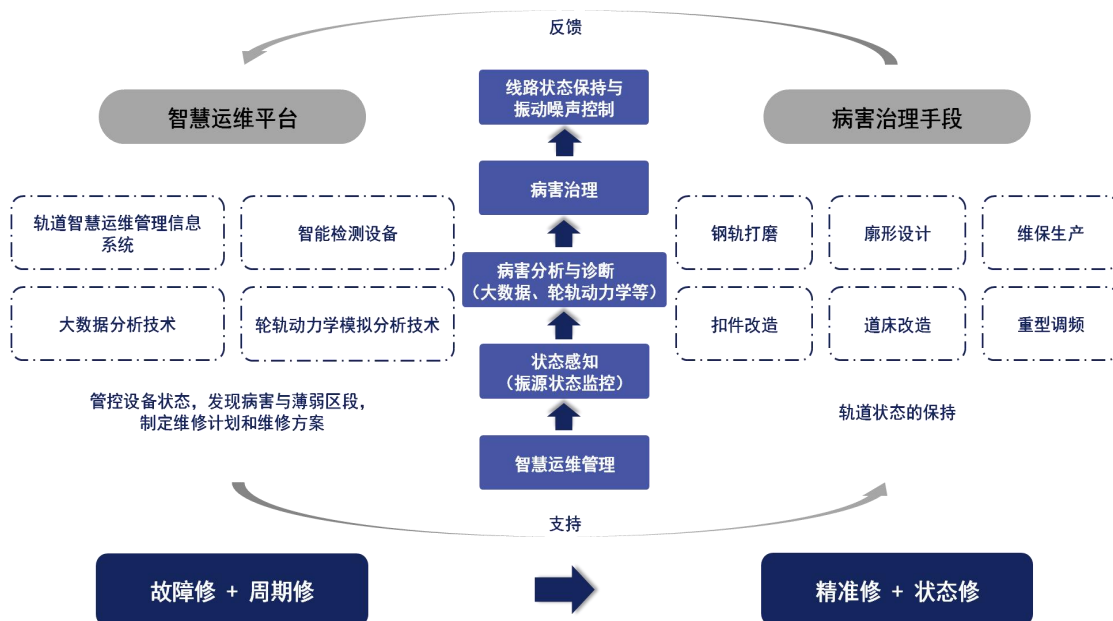 反馈
智慧运维平台
轨道智慧运维管理信息
系统
智能检测设备
大数据分析技术
轮轨动力学模拟分析技术
管控设备状态，发现病害与薄弱区段，
制定维修计划和维修方案
线路状态保持与
振动噪声控制
病害治理
病害分析与诊断
（大数据、轮轨动力学等）
状态感知
（振源状态监控）
智慧运维管理
病害治理手段
钢轨打磨
廓形设计
维保生产
扣件改造
道床改造
重型调频
轨道状态的保持
支持
故障修 + 周期修
精准修 + 状态修